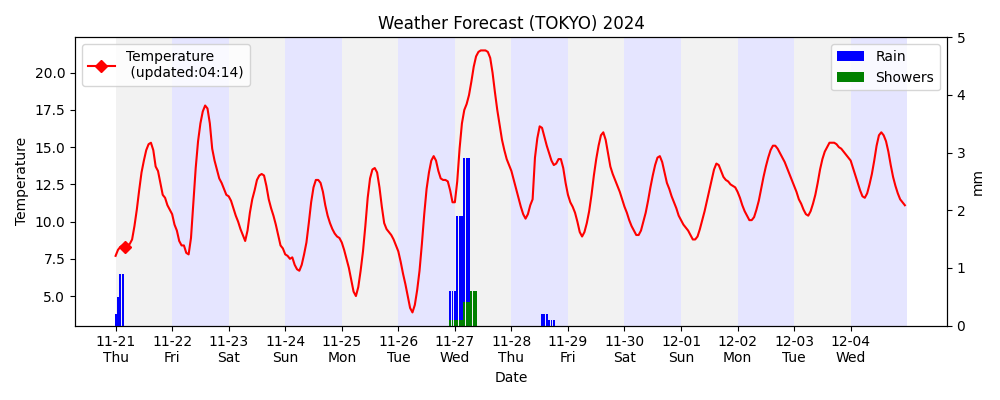 Weather Forecast (TOKYO) 2024
Temperature
(updated:04:14)
Rain
Showers
20.0
17.5
15.0
12.5
10.0
7.5
5.0
Temperature
5
4
3
2
1
0
mm
11-21 11-22 11-23 11-24 11-25 11-26 11-27 11-28 11-29 11-30 12-01 12-02 12-03 12-04
Thu Fri Sat Sun Mon Tue Wed Thu Fri Sat Sun Mon Tue Wed
Date